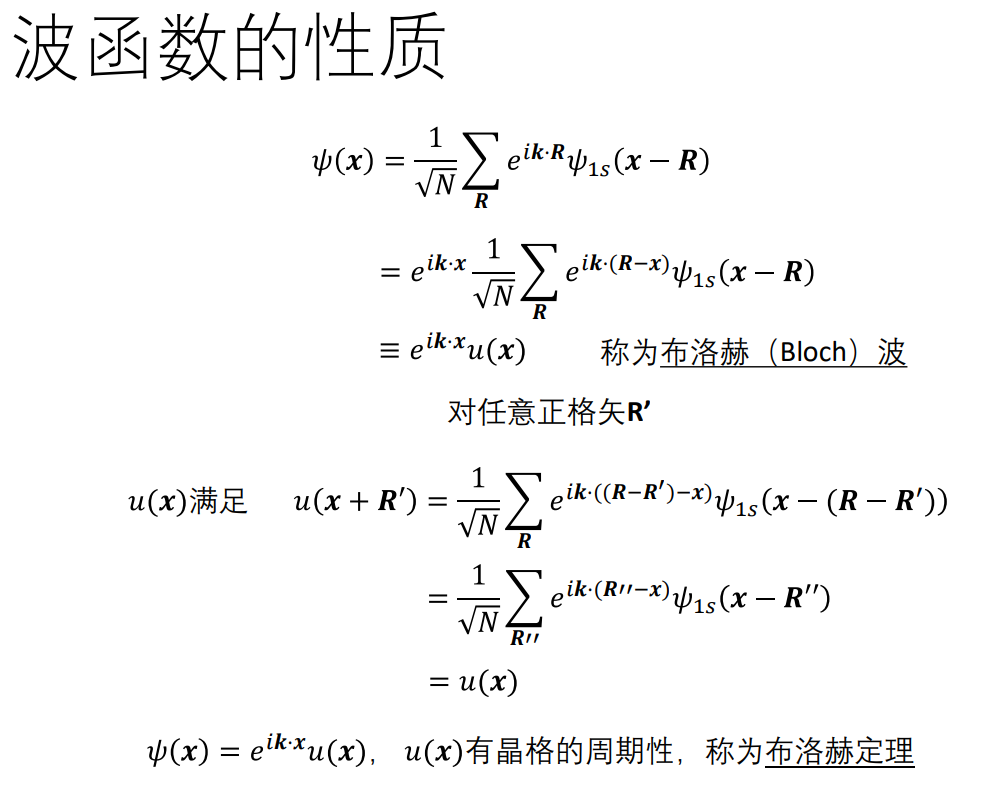 波函数的性质
ψ(x) = 1/√N ∑_R e^{ik·R} ψ_{1s}(x − R)
= e^{ik·x} 1/√N ∑_R e^{ik·(R−x)} ψ_{1s}(x − R)
≡ e^{ik·x} u(x) 称为布洛赫（Bloch）波
对任意正格矢R’
u(x)满足 u(x + R′) = 1/√N ∑_R e^{ik·((R−R′)−x)} ψ_{1s}(x − (R − R′))
= 1/√N ∑_{R′′} e^{ik·(R′′−x)} ψ_{1s}(x − R′′)
= u(x)
ψ(x) = e^{ik·x} u(x)， u(x)有晶格的周期性，称为布洛赫定理